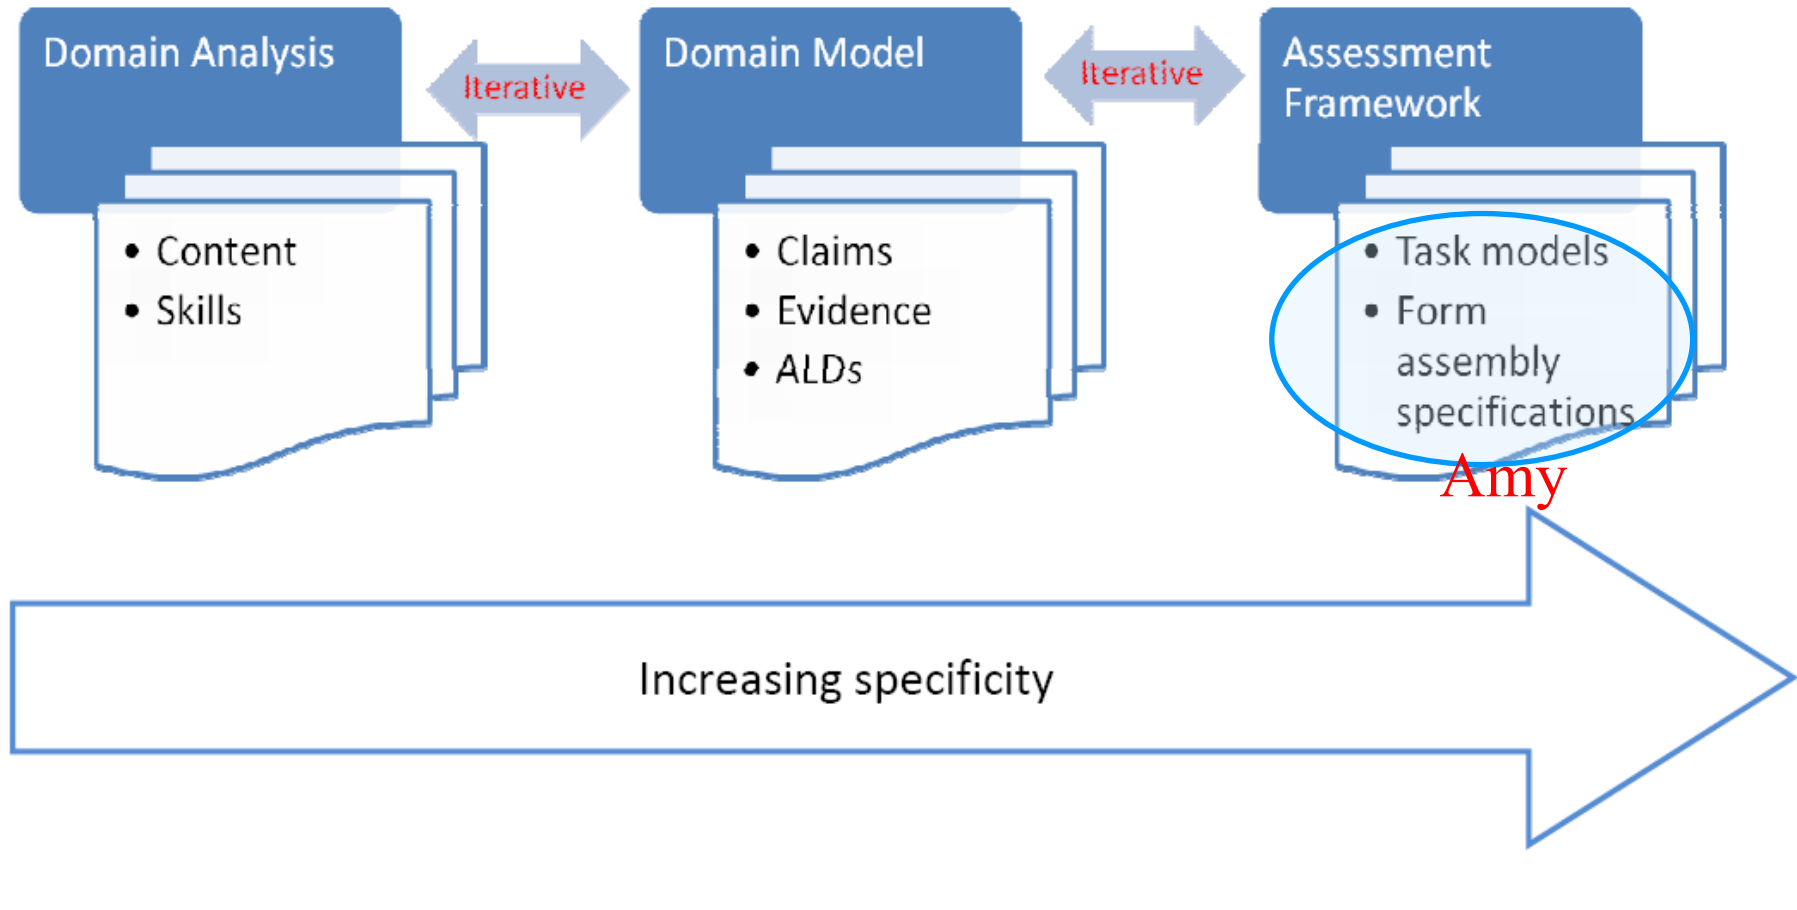 Domain Analysis
Iterative
Domain Model
Iterative
Assessment
Framework
• Content
• Skills
• Claims
• Evidence
• ALDs
• Task models
• Form
assembly
specifications
Amy
Increasing specificity